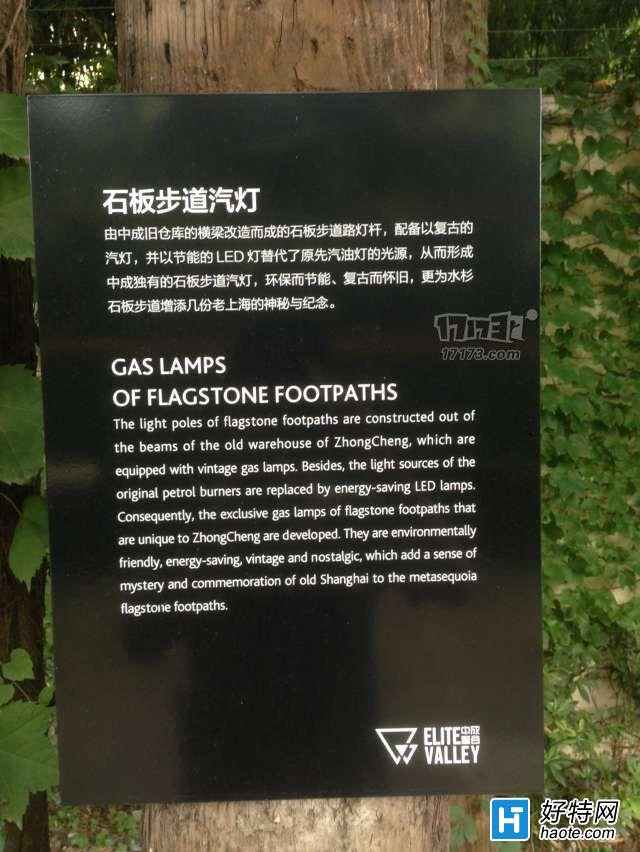 石板步道汽灯
由中成旧仓库的横梁改造而成的石板步道路灯杆，配备以复古的
汽灯，并以节能的 LED 灯替代了原先汽油灯的光源，从而形成
中成独有的石板步道汽灯，环保而节能、复古而怀旧，更为水杉
石板步道增添几份老上海的神秘与纪念。
17173
17173.com
GAS LAMPS
OF FLAGSTONE FOOTPATHS
The light poles of flagstone footpaths are constructed out of
the beams of the old warehouse of ZhongCheng, which are
equipped with vintage gas lamps. Besides, the light sources of the
original petrol burners are replaced by energy-saving LED lamps.
Consequently, the exclusive gas lamps of flagstone footpaths that
are unique to ZhongCheng are developed. They are environmentally
friendly, energy-saving, vintage and nostalgic, which add a sense of
mystery and commemoration of old Shanghai to the metasequoia
flagstone footpaths.
ELITE 中成
VALLEY
好特网
haote.com